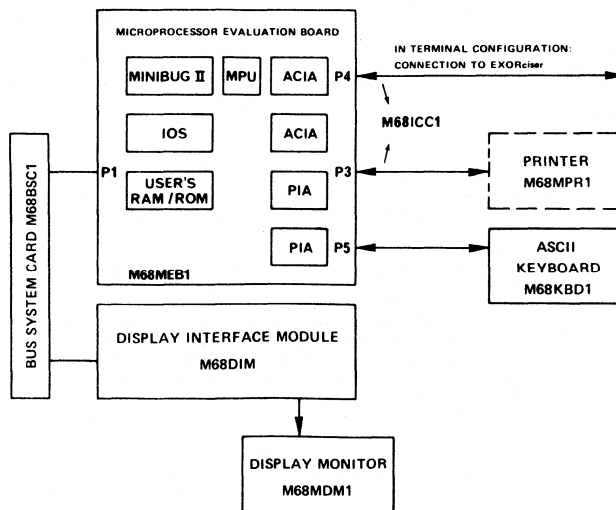 MICROPROCESSOR EVALUATION BOARD
MINIBUG II
MPU
ACIA
P4
IN TERMINAL CONFIGURATION:
CONNECTION TO EXORciser
IOS
ACIA
M68ICC1
P1
USER'S
RAM/ROM
PIA
P3
PRINTER
M68MPR1
PIA
P5
ASCII
KEYBOARD
M68KBD1
M68MEB1
BUS SYSTEM CARD M68BSC1
DISPLAY INTERFACE MODULE
M68DIM
DISPLAY MONITOR
M68MDM1